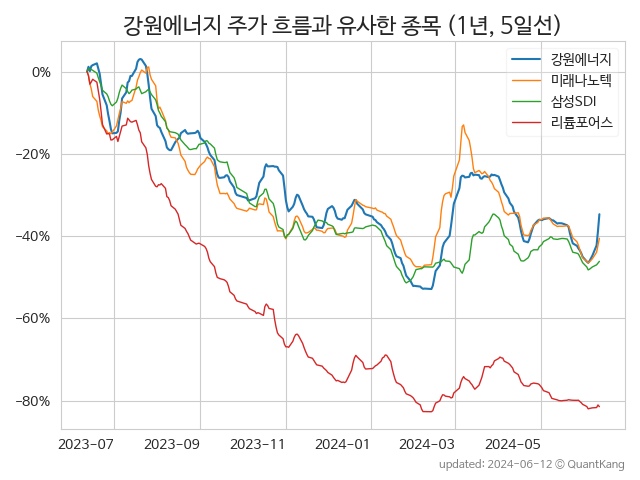 강원에너지 주가 흐름과 유사한 종목 (1년, 5일선)
강원에너지
미래나노텍
삼성SDI
리튬포어스
0%
−20%
−40%
−60%
−80%
2023-07 2023-09 2023-11 2024-01 2024-03 2024-05
updated: 2024-06-12 © QuantKang